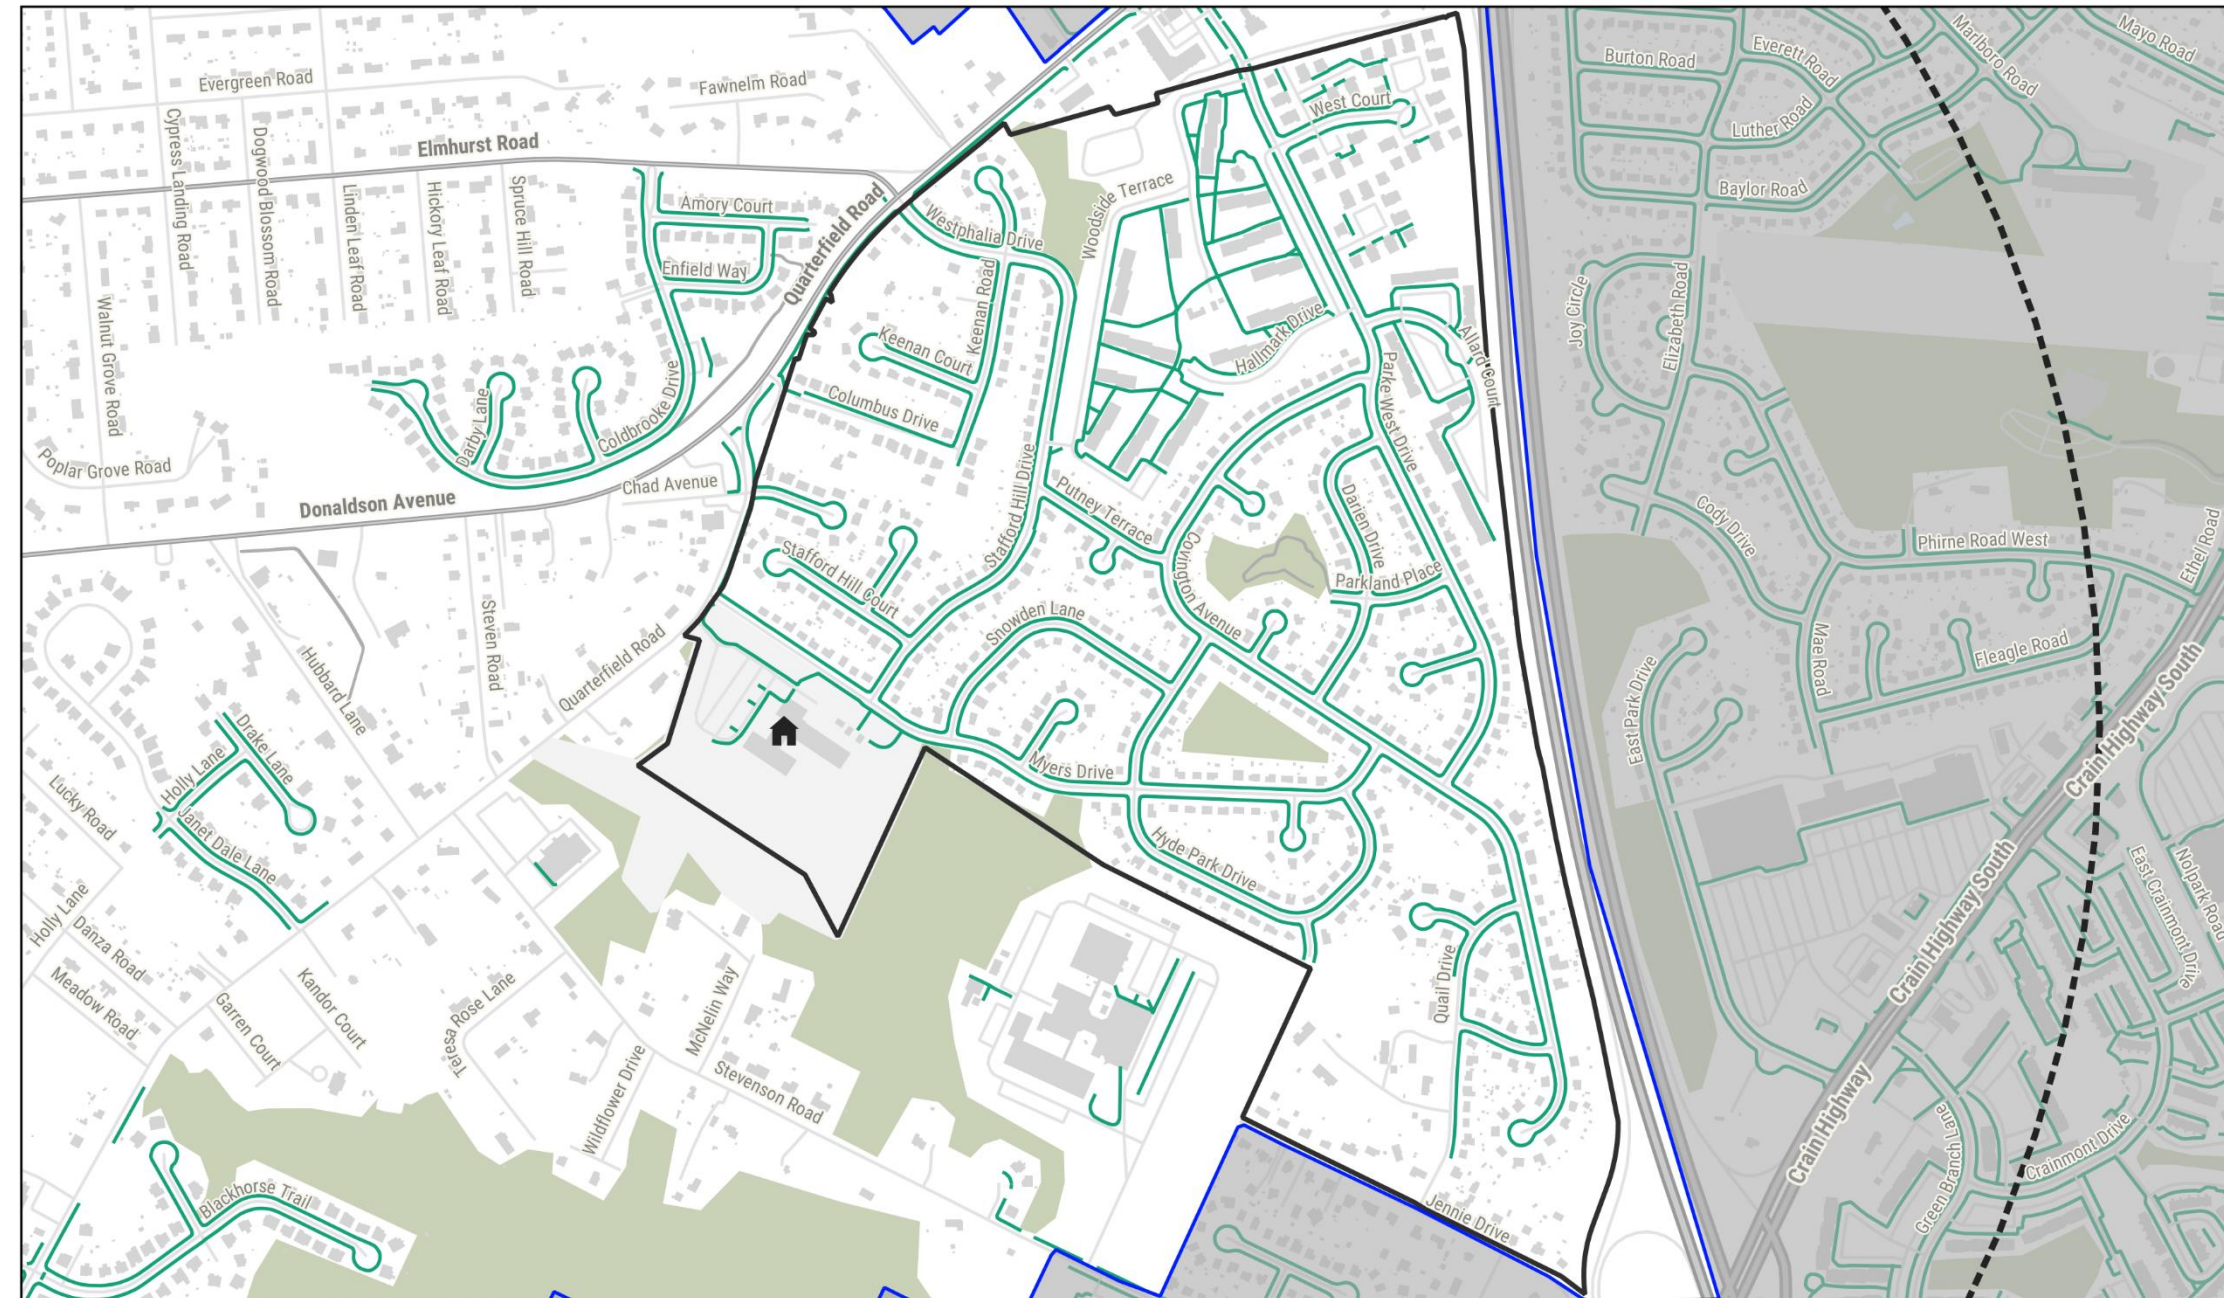 Evergreen Road
Fawnelm Road
Elmhurst Road
Cypress Landing Road
Dogwood Blossom Road
Linden Leaf Road
Hickory Leaf Road
Spruce Hill Road
Walnut Grove Road
Poplar Grove Road
Amory Court
Enfield Way
Quarterfield Road
Coldbrooke Drive
Darby Lane
Donaldson Avenue
Chad Avenue
Westphalia Drive
Keenan Road
Keenan Court
Columbus Drive
Woodside Terrace
West Court
Hallmark Drive
Allard Court
Parke West Drive
Stafford Hill Drive
Putney Terrace
Darien Drive
Covington Avenue
Parkland Place
Stafford Hill Court
Snowden Lane
Myers Drive
Hyde Park Drive
Quail Drive
Jennie Drive
Steven Road
Quarterfield Road
Hubbard Lane
Drake Lane
Holly Lane
Janet Dale Lane
Lucky Road
Holly Lane
Danza Road
Meadow Road
Garren Court
Kandor Court
Teresa Rose Lane
McNelin Way
Wildflower Drive
Stevenson Road
Blackhorse Trail
Burton Road
Everett Road
Marlboro Road
Mayo Road
Luther Road
Baylor Road
Joy Circle
Elizabeth Road
Cody Drive
Phirne Road West
Ethel Road
Mae Road
Fleagle Road
East Park Drive
Crain Highway South
Crain Highway South
Crain Highway
Nolpark Road
East Crainmont Drive
Crainmont Drive
Green Branch Lane